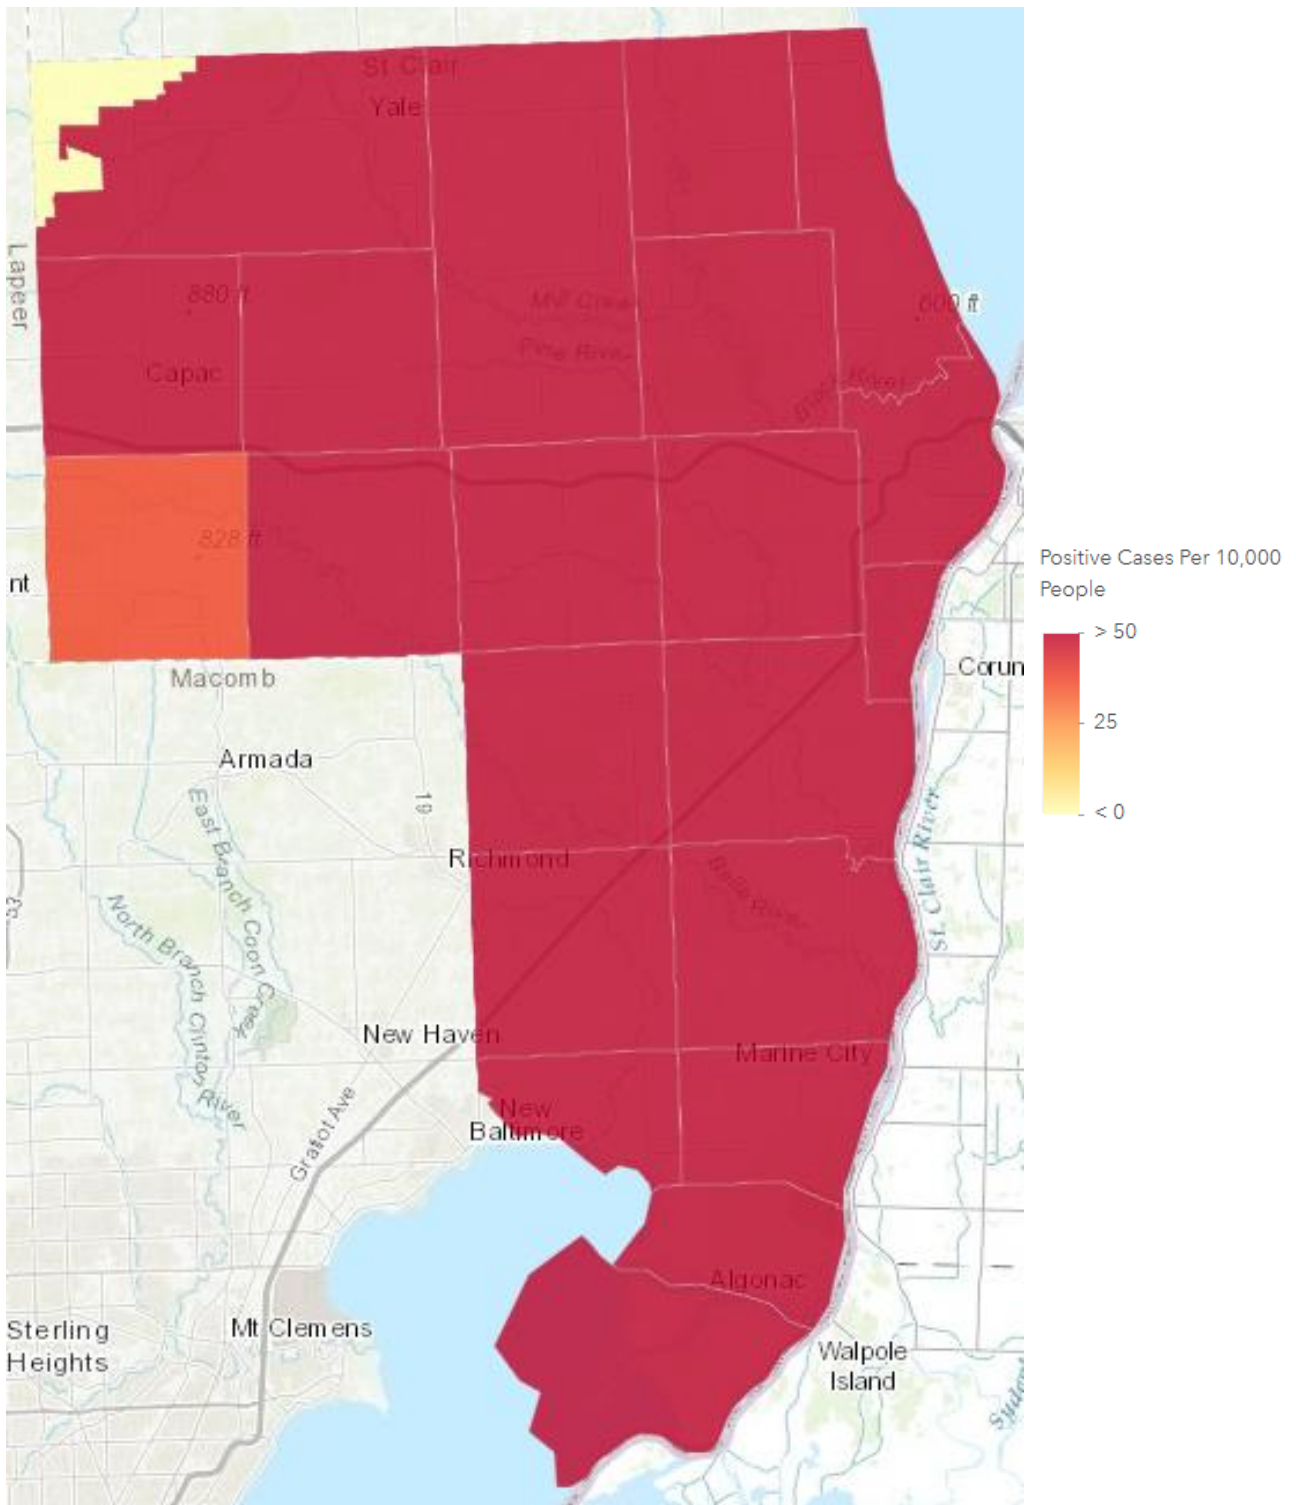 St Clair
Yale
Lapeer
880 ft
Mill Creek
600 ft
Pine River
Capac
Black River
828 ft
nt
Macomb
Corun
Armada
19
East Branch Coon Creek
Richmond
Belle River
St. Clair River
North Branch Clinton River
New Haven
Marine City
New
Baltimore
Gratiot Ave
Algonac
Sterling
Heights
Mt Clemens
Walpole
Island
Syden
Positive Cases Per 10,000
People
> 50
25
< 0